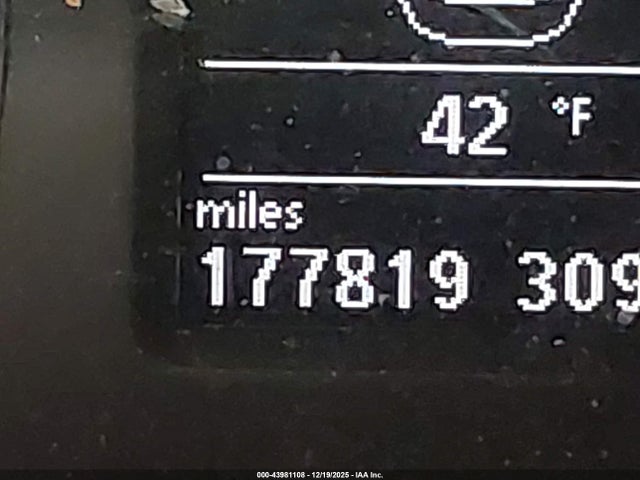 42 °F
miles
177819 309
000-43981108 - 12/19/2025 - IAA Inc.